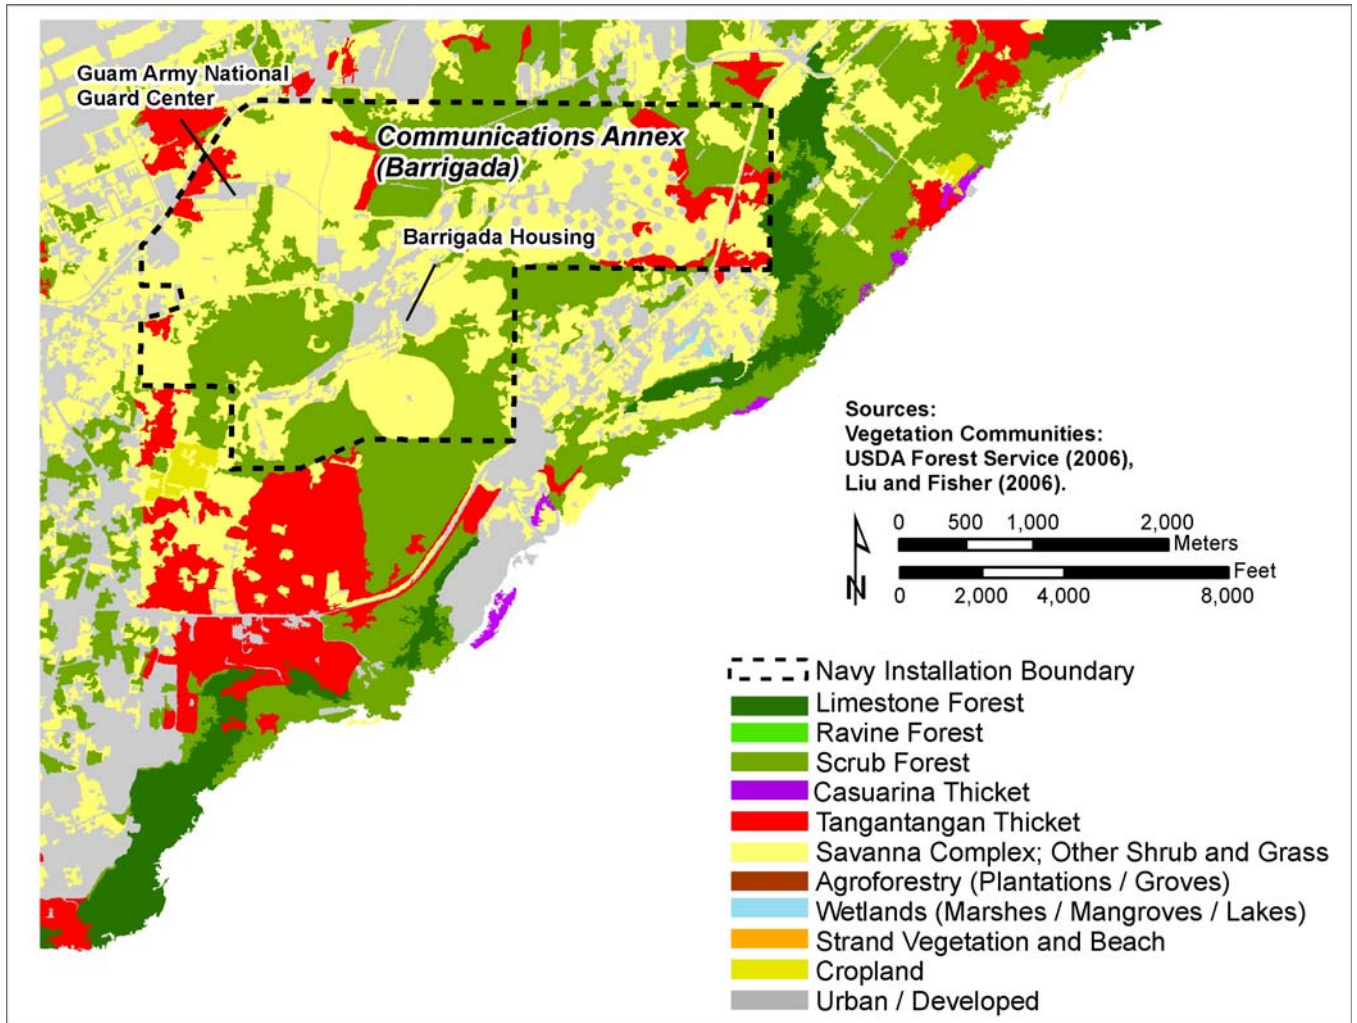 Guam Army National
Guard Center
Communications Annex
(Barrigada)
Barrigada Housing
Sources:
Vegetation Communities:
USDA Forest Service (2006),
Liu and Fisher (2006).
N
0 500 1,000 2,000
Meters
Feet
0 2,000 4,000 8,000
Navy Installation Boundary
Limestone Forest
Ravine Forest
Scrub Forest
Casuarina Thicket
Tangantangan Thicket
Savanna Complex; Other Shrub and Grass
Agroforestry (Plantations / Groves)
Wetlands (Marshes / Mangroves / Lakes)
Strand Vegetation and Beach
Cropland
Urban / Developed